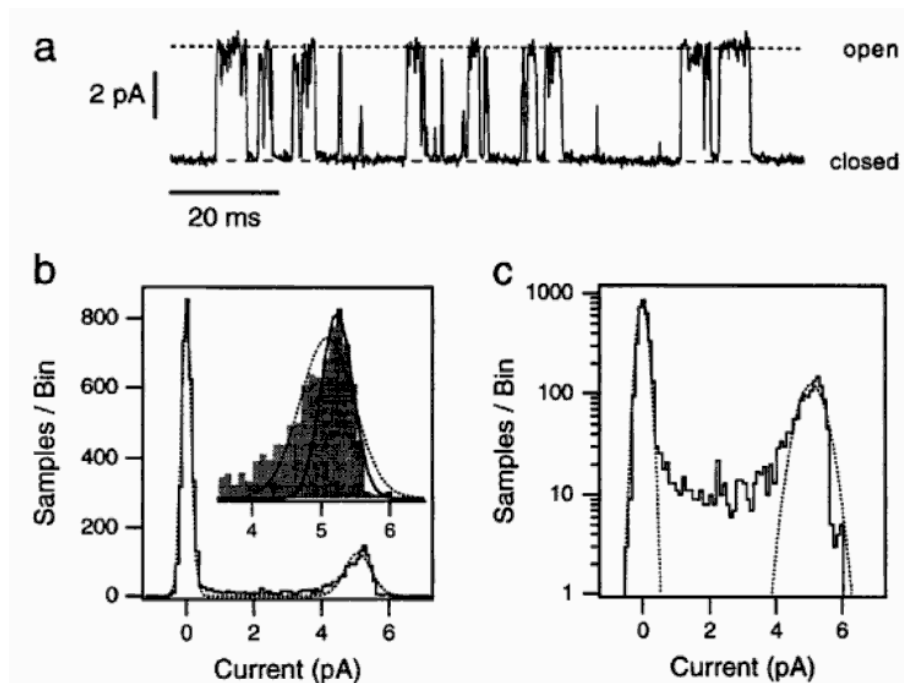 a
open
2 pA
closed
20 ms
b
800
600
400
200
0
Samples / Bin
4 5 6
0 2 4 6
Current (pA)
c
1000
100
10
1
Samples / Bin
0 2 4 6
Current (pA)